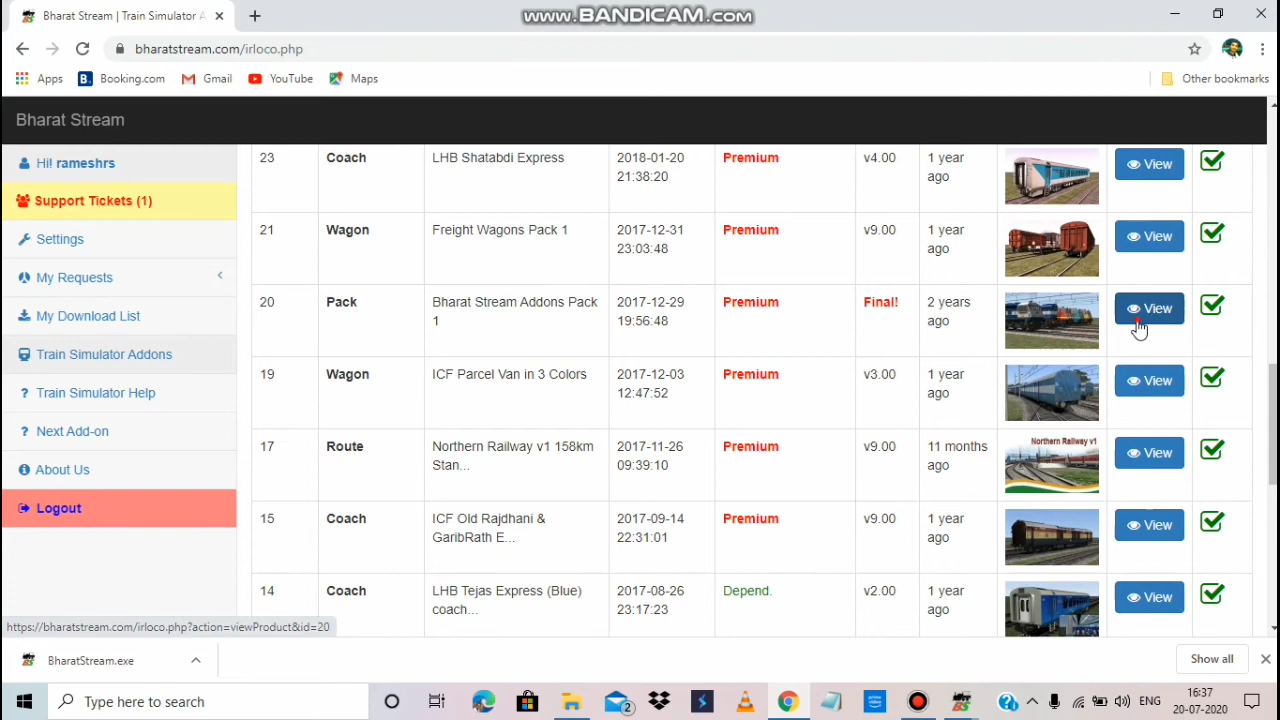 Bharat Stream | Train Simulator A
www.BANDICAM.com
bharatstream.com/irloco.php
Apps
B. Booking.com
Gmail
YouTube
Maps
Other bookmarks
Bharat Stream
Hi! rameshrs
Support Tickets (1)
Settings
My Requests
My Download List
Train Simulator Addons
Train Simulator Help
Next Add-on
About Us
Logout
23 Coach LHB Shatabdi Express 2018-01-20 Premium v4.00 1 year View
21:38:20 ago
21 Wagon Freight Wagons Pack 1 2017-12-31 Premium v9.00 1 year View
23:03:48 ago
20 Pack Bharat Stream Addons Pack 2017-12-29 Premium Final! 2 years View
1 19:56:48 ago
19 Wagon ICF Parcel Van in 3 Colors 2017-12-03 Premium v3.00 1 year View
12:47:52 ago
17 Route Northern Railway v1 158km 2017-11-26 Premium v9.00 11 months Northern Railway v1 View
Stan... 09:39:10 ago
15 Coach ICF Old Rajdhani & 2017-09-14 Premium v9.00 1 year View
GaribRath E... 22:31:01 ago
14 Coach LHB Tejas Express (Blue) 2017-08-26 Depend. v2.00 1 year View
coach... 23:17:23 ago
https://bharatstream.com/irloco.php?action=viewProduct&id=20
BharatStream.exe
Show all
Type here to search
2
ENG
16:37
20-07-2020